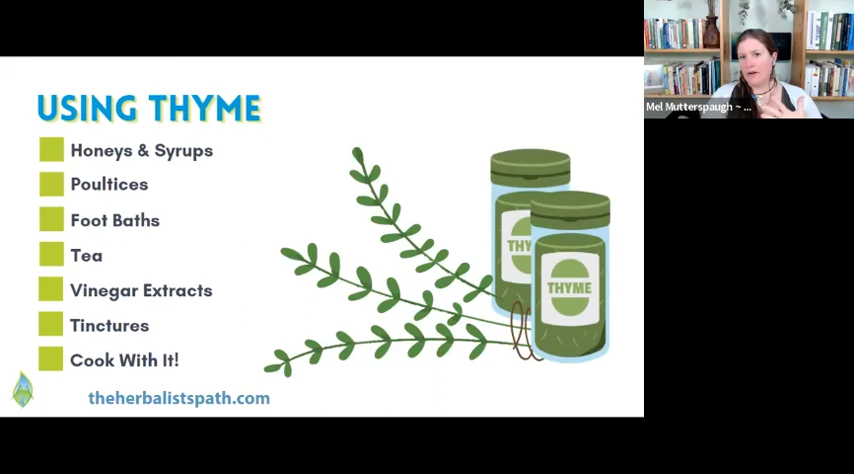 USING THYME
Honeys & Syrups
Poultices
Foot Baths
Tea
Vinegar Extracts
Tinctures
Cook With It!
theherbalistspath.com
THY
THYME
Mel Mutterspaugh ~ ...